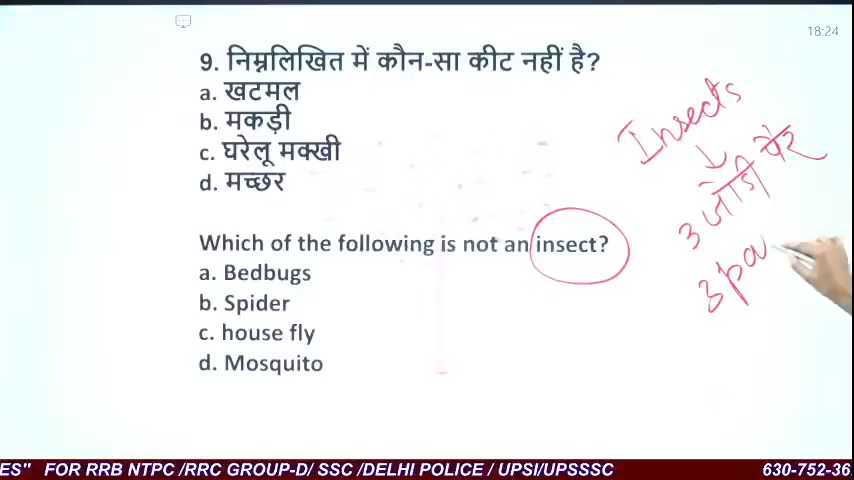 18:24
9. निम्नलिखित में कौन-सा कीट नहीं है?
a. खटमल
b. मकड़ी
c. घरेलू मक्खी
d. मच्छर
Insects
3 जोड़ी पैर
3 pa
Which of the following is not an insect?
a. Bedbugs
b. Spider
c. house fly
d. Mosquito
ES" FOR RRB NTPC /RRC GROUP-D/ SSC /DELHI POLICE / UPSI/UPSSSC
630-752-36